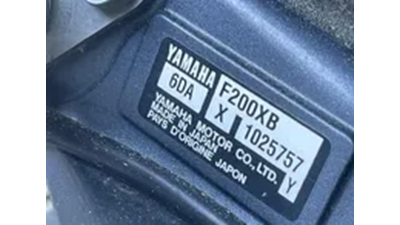 YAMAHA F200XB
6DA X 1025757
YAMAHA MOTOR CO., LTD. Y
MADE IN JAPAN
PAYS D'ORIGINE JAPON